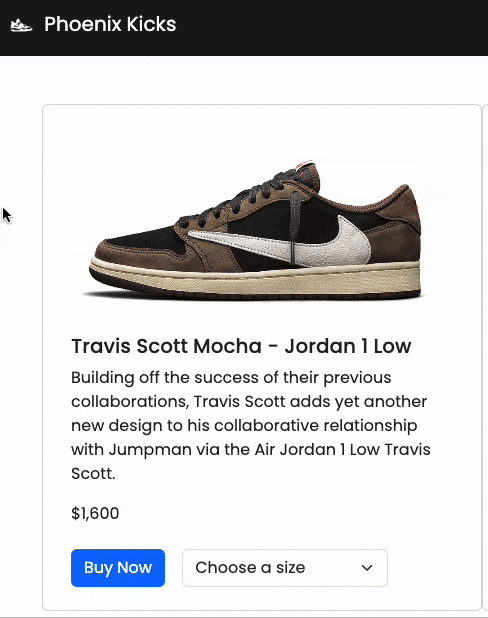 Phoenix Kicks
Travis Scott Mocha - Jordan 1 Low
Building off the success of their previous
collaborations, Travis Scott adds yet another
new design to his collaborative relationship
with Jumpman via the Air Jordan 1 Low Travis
Scott.
$1,600
Buy Now
Choose a size